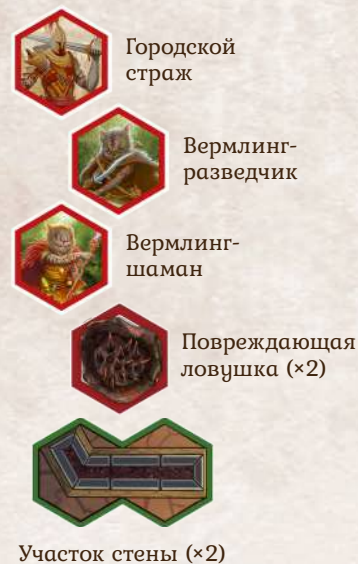 Городской
страж
Вермлинг-
разведчик
Вермлинг-
шаман
Повреждающая
ловушка (×2)
Участок стены (×2)